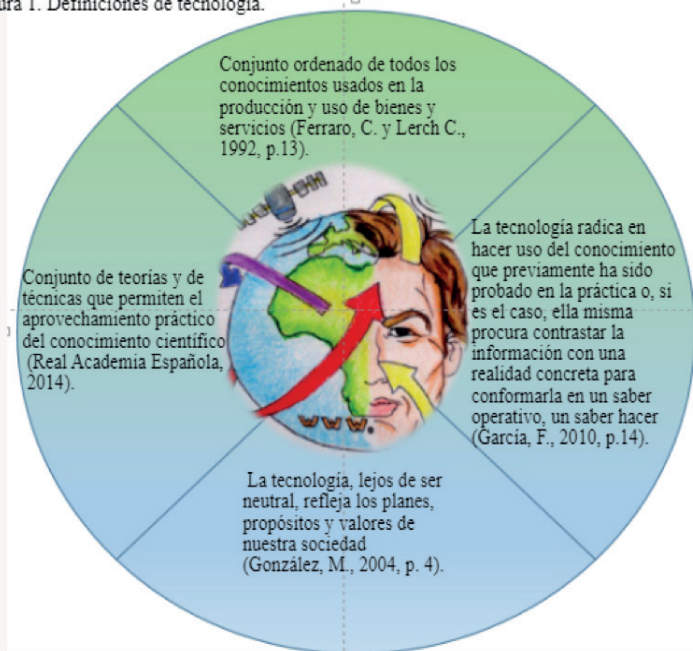 ura 1. Definiciones de tecnología.
Conjunto ordenado de todos los
conocimientos usados en la
producción y uso de bienes y
servicios (Ferraro, C. y Lerch C.,
1992, p.13).
La tecnología radica en
hacer uso del conocimiento
que previamente ha sido
probado en la práctica o, si
es el caso, ella misma
procura contrastar la
información con una
realidad concreta para
conformarla en un saber
operativo, un saber hacer
(García, F., 2010, p.14).
Conjunto de teorías y de
técnicas que permiten el
aprovechamiento práctico
del conocimiento científico
(Real Academia Española,
2014).
www.
La tecnología, lejos de ser
neutral, refleja los planes,
propósitos y valores de
nuestra sociedad
(González, M., 2004, p. 4).